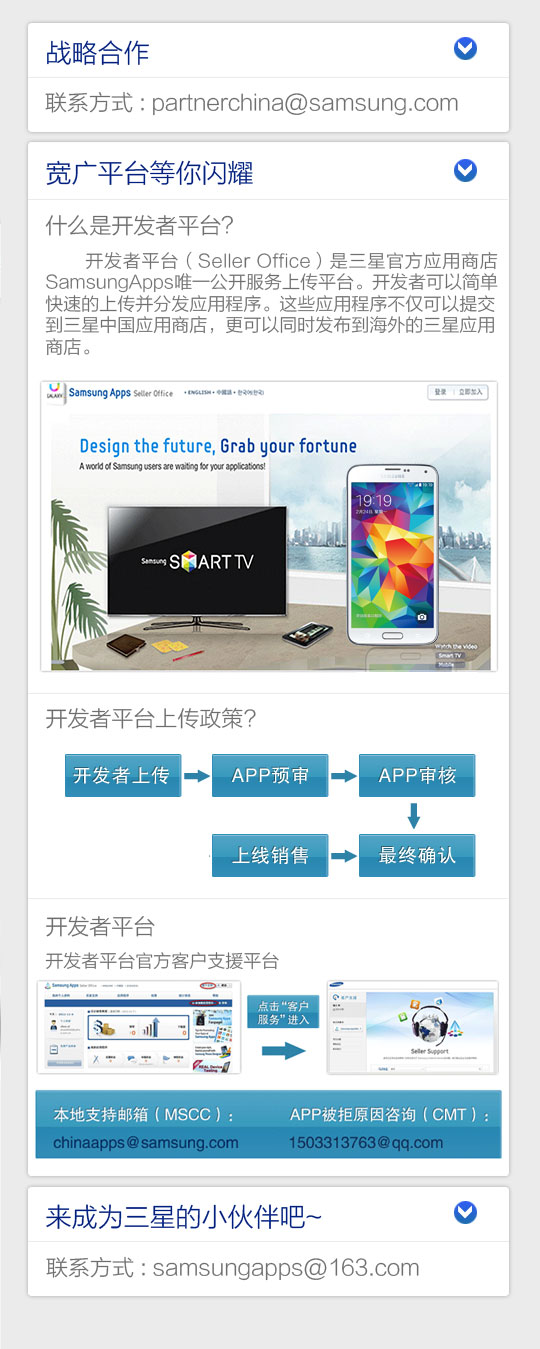 战略合作
联系方式 : partnerchina@samsung.com
宽广平台等你闪耀
什么是开发者平台?
开发者平台（Seller Office）是三星官方应用商店
SamsungApps唯一公开服务上传平台。开发者可以简单
快速的上传并分发应用程序。这些应用程序不仅可以提交
到三星中国应用商店，更可以同时发布到海外的三星应用
商店。
Samsung Apps Seller Office
• ENGLISH • 中國語 • 한국어(한국)
登录 | 立即加入
Design the future, Grab your fortune
A world of Samsung users are waiting for your applications!
Samsung SMART TV
19:19
Watch the video
Smart TV
Mobile
开发者平台上传政策?
开发者上传
APP预审
APP审核
上线销售
最终确认
开发者平台
开发者平台官方客户支援平台
Samsung Apps Seller Office
点击“客户
服务”进入
Seller Support
本地支持邮箱（MSCC）:
chinaapps@samsung.com
APP被拒原因咨询（CMT）:
1503313763@qq.com
来成为三星的小伙伴吧~
联系方式 : samsungapps@163.com